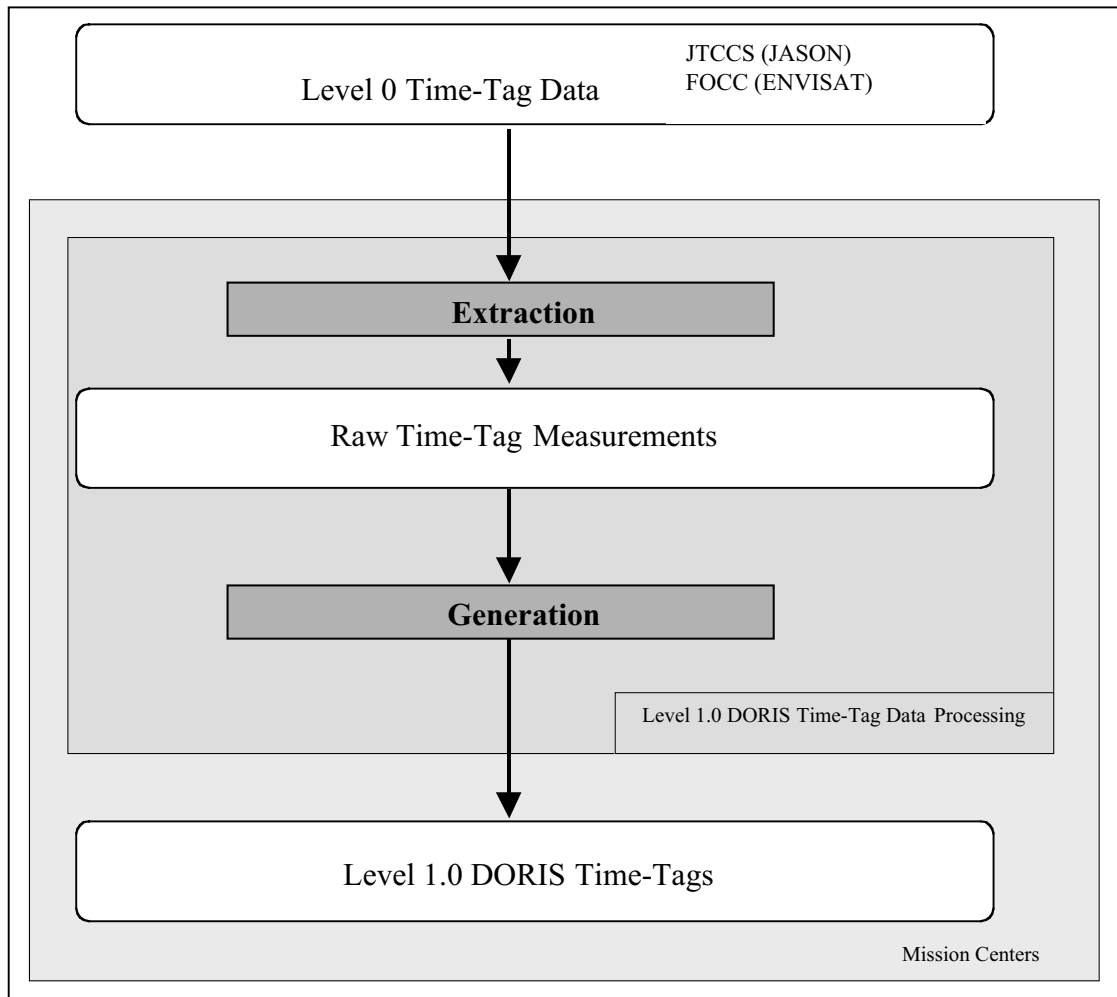 JTCCS (JASON)
FOCC (ENVISAT)
Level 0 Time-Tag Data
Extraction
Raw Time-Tag Measurements
Generation
Level 1.0 DORIS Time-Tag Data Processing
Level 1.0 DORIS Time-Tags
Mission Centers